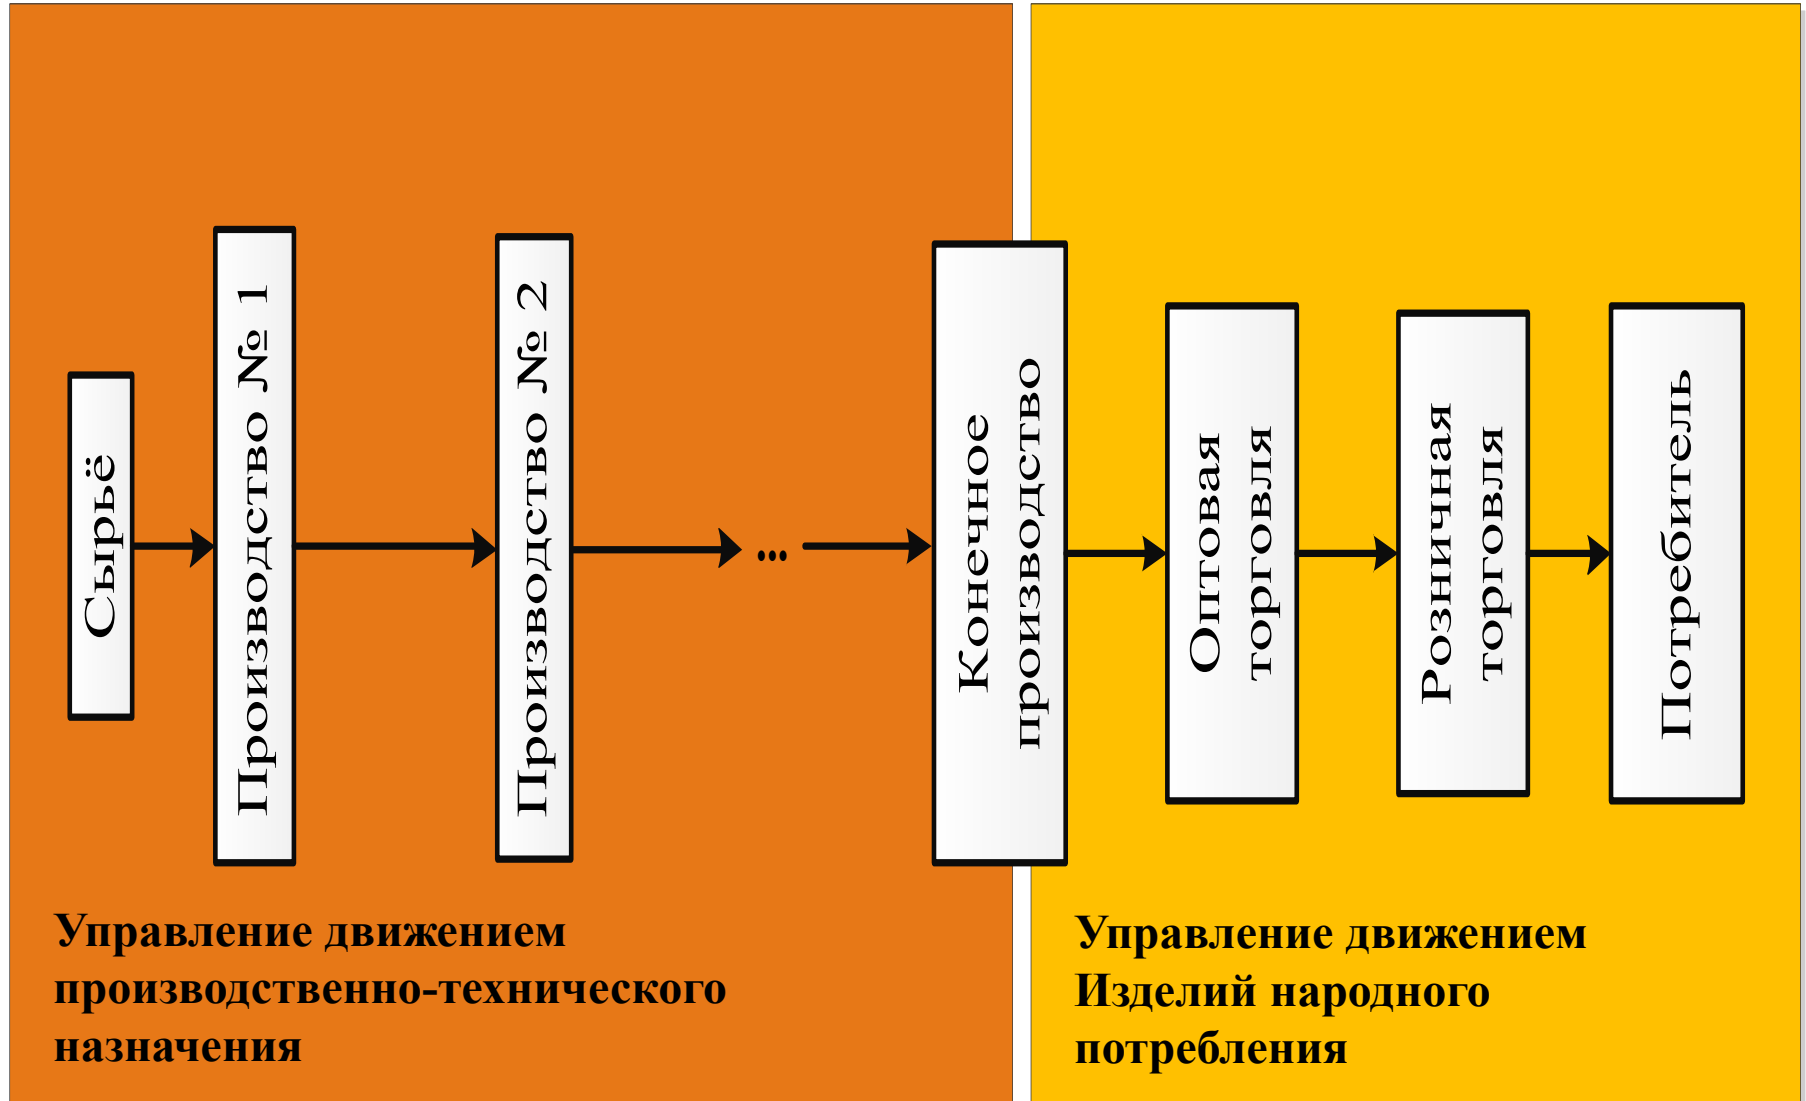 Сырьё
Производство № 1
Производство № 2
...
Конечное
производство
Оптовая
торговля
Розничная
торговля
Потребитель
Управление движением
производственно-технического
назначения
Управление движением
Изделий народного
потребления